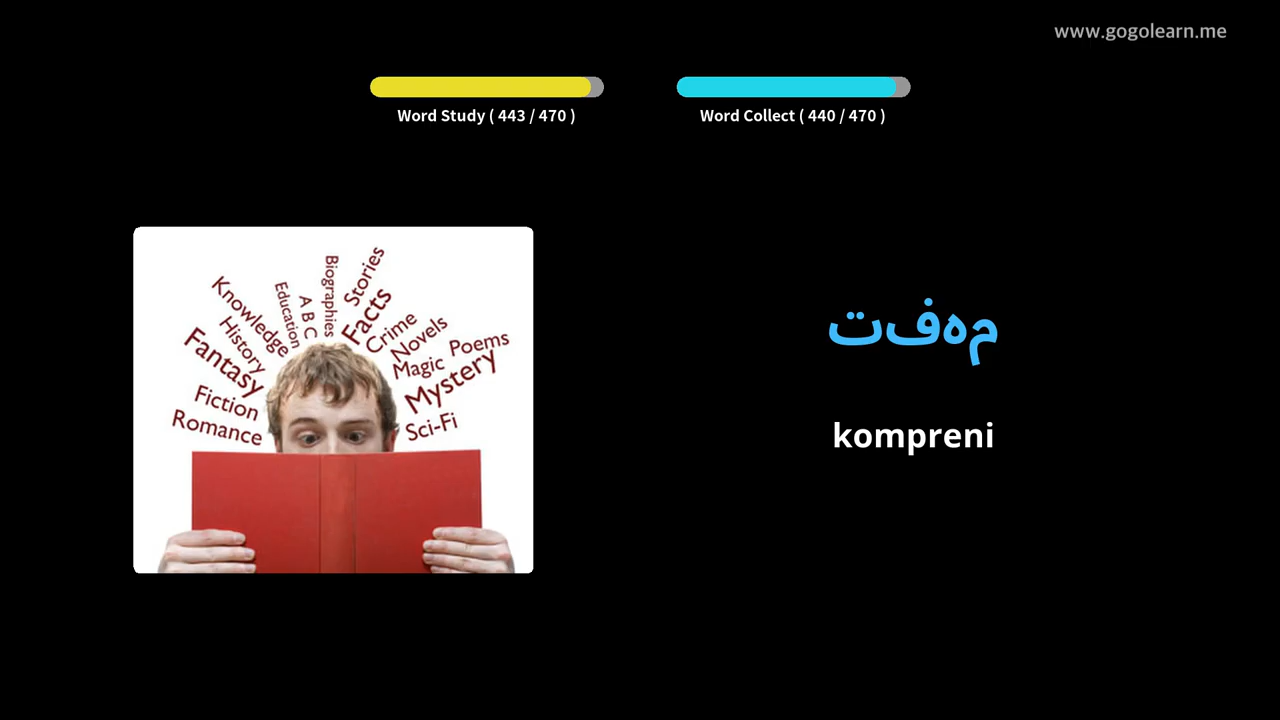 www.gogolearn.me
Word Study ( 443 / 470 )
Word Collect ( 440 / 470 )
Knowledge
History
Fantasy
Fiction
Romance
Education
A B C
Biographies
Stories
Facts
Crime
Novels
Magic
Poems
Mystery
Sci-Fi
مهفت
kompreni